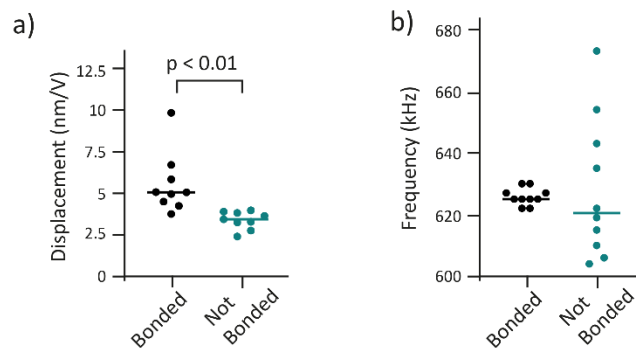 a)
p < 0.01
Displacement (nm/V)
12.5
10
7.5
5
2.5
0
Bonded
Not
Bonded
b)
Frequency (kHz)
680
660
640
620
600
Bonded
Not
Bonded